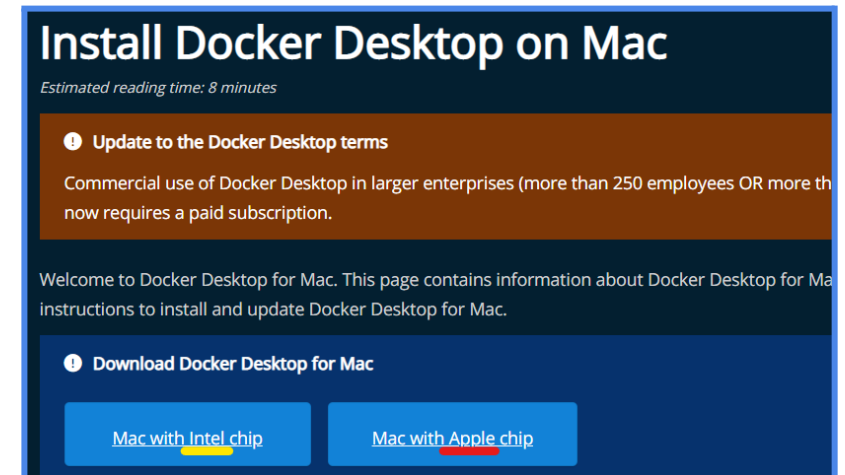 Install Docker Desktop on Mac
Estimated reading time: 8 minutes
Update to the Docker Desktop terms
Commercial use of Docker Desktop in larger enterprises (more than 250 employees OR more th
now requires a paid subscription.
Welcome to Docker Desktop for Mac. This page contains information about Docker Desktop for Ma
instructions to install and update Docker Desktop for Mac.
Download Docker Desktop for Mac
Mac with Intel chip
Mac with Apple chip